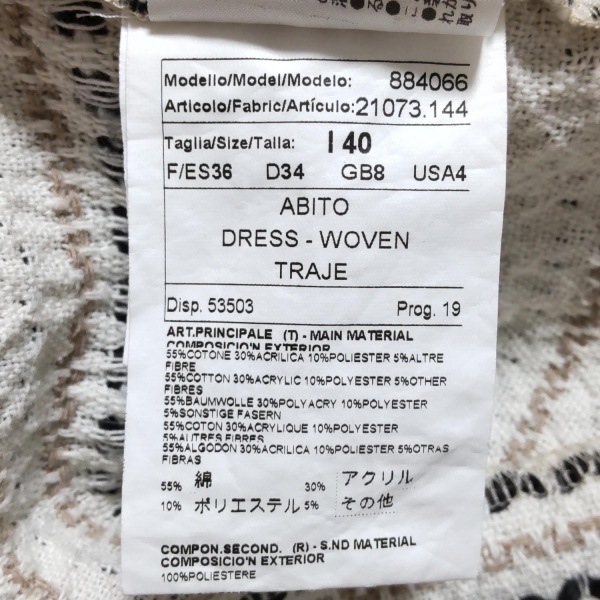 Modello/Model/Modelo: 884066
Articolo/Fabric/Artículo: 21073.144
Taglia/Size/Talla: I 40
F/ES36 D34 GB8 USA4
ABITO
DRESS - WOVEN
TRAJE
Disp. 53503 Prog. 19
ART.PRINCIPALE (T) - MAIN MATERIAL
COMPOSICIO'N EXTERIOR
55%COTONE 30%ACRILICA 10%POLIESTER 5%ALTRE
FIBRE
55%COTTON 30%ACRYLIC 10%POLYESTER 5%OTHER
FIBRES
55%BAUMWOLLE 30%POLYACRY 10%POLYESTER
5%SONSTIGE FASERN
55%COTON 30%ACRYLIQUE 10%POLYESTER
5%AUTRES FIBRES
55%ALGODON 30%ACRILICA 10%POLIESTER 5%OTRAS
FIBRAS
55% 綿 30% アクリル
10% ポリエステル 5% その他
COMPON.SECOND. (R) - S.ND MATERIAL
COMPOSICIO'N EXTERIOR
100%POLIESTERE